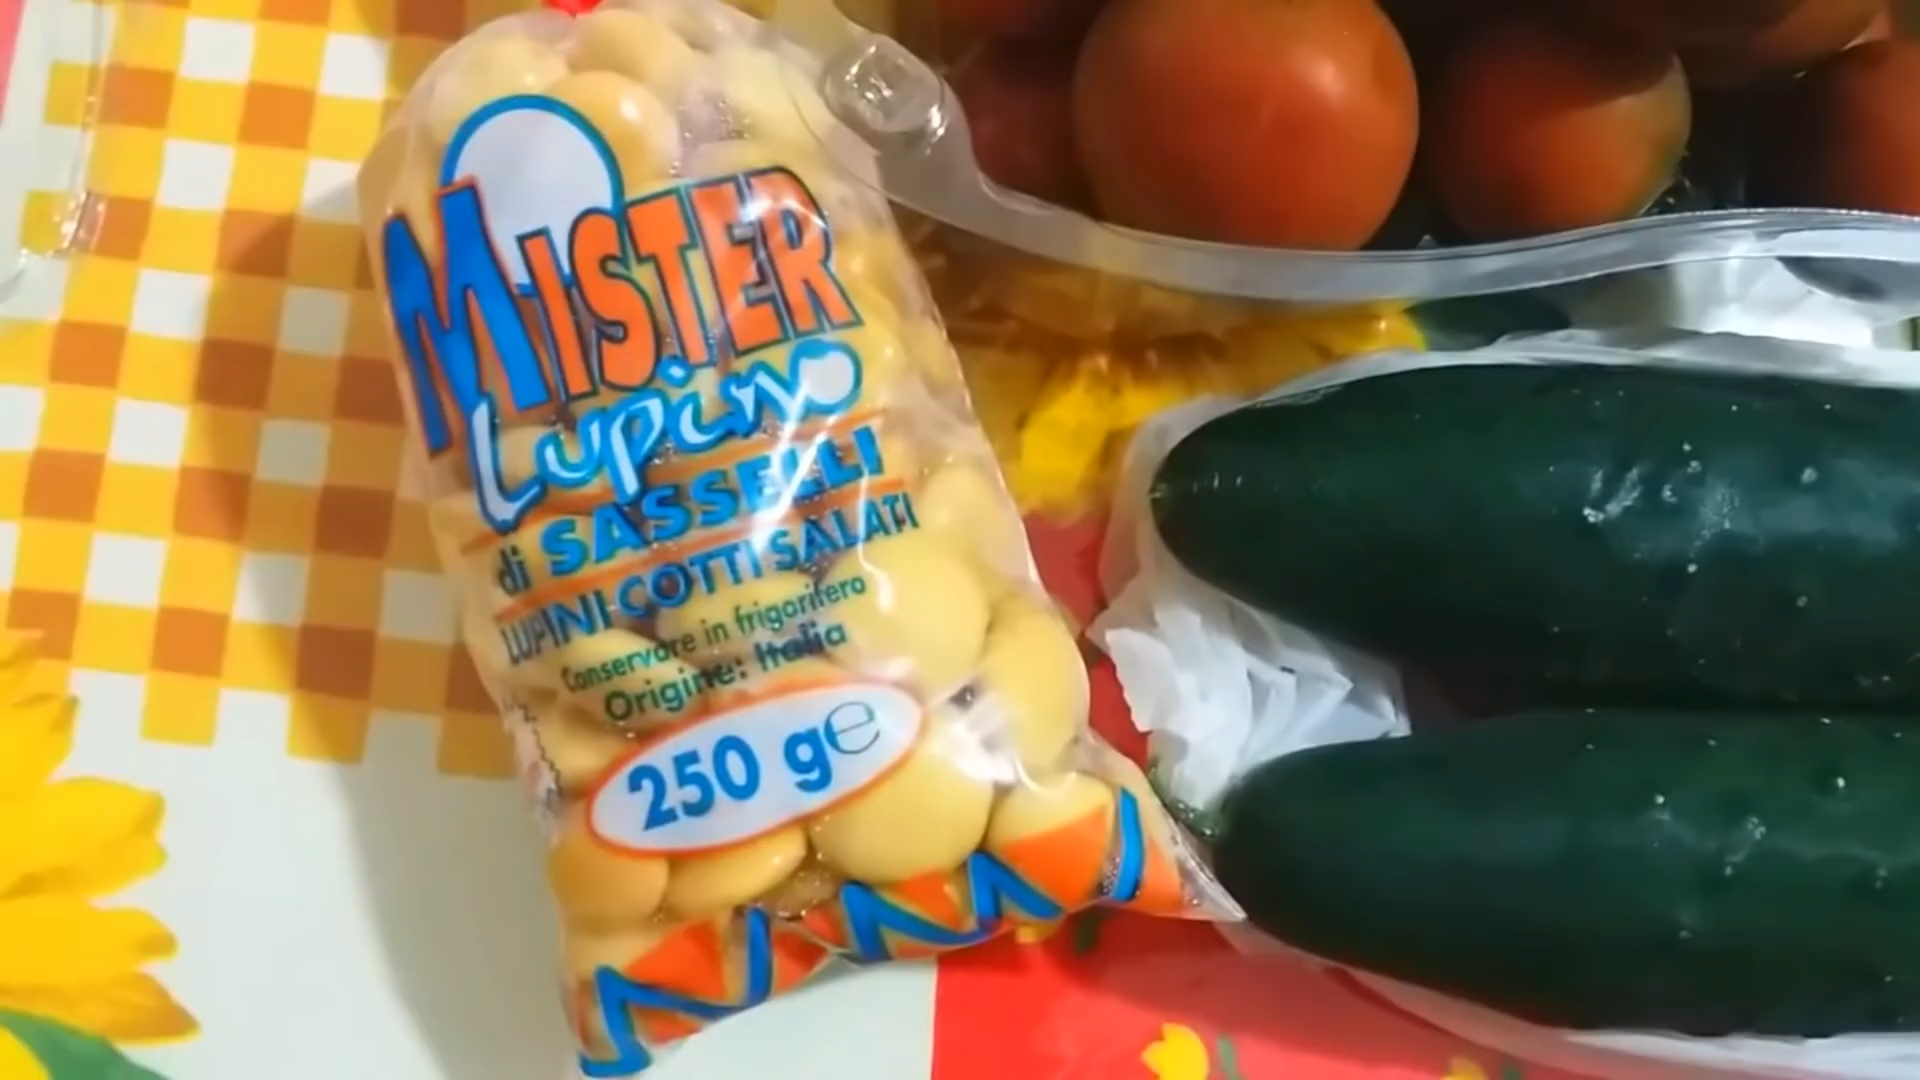 MISTER
Lupino
di SASSELLI
LUPINI COTTI SALATI
Conservare in frigorifero
Origine: Italia
250 g℮